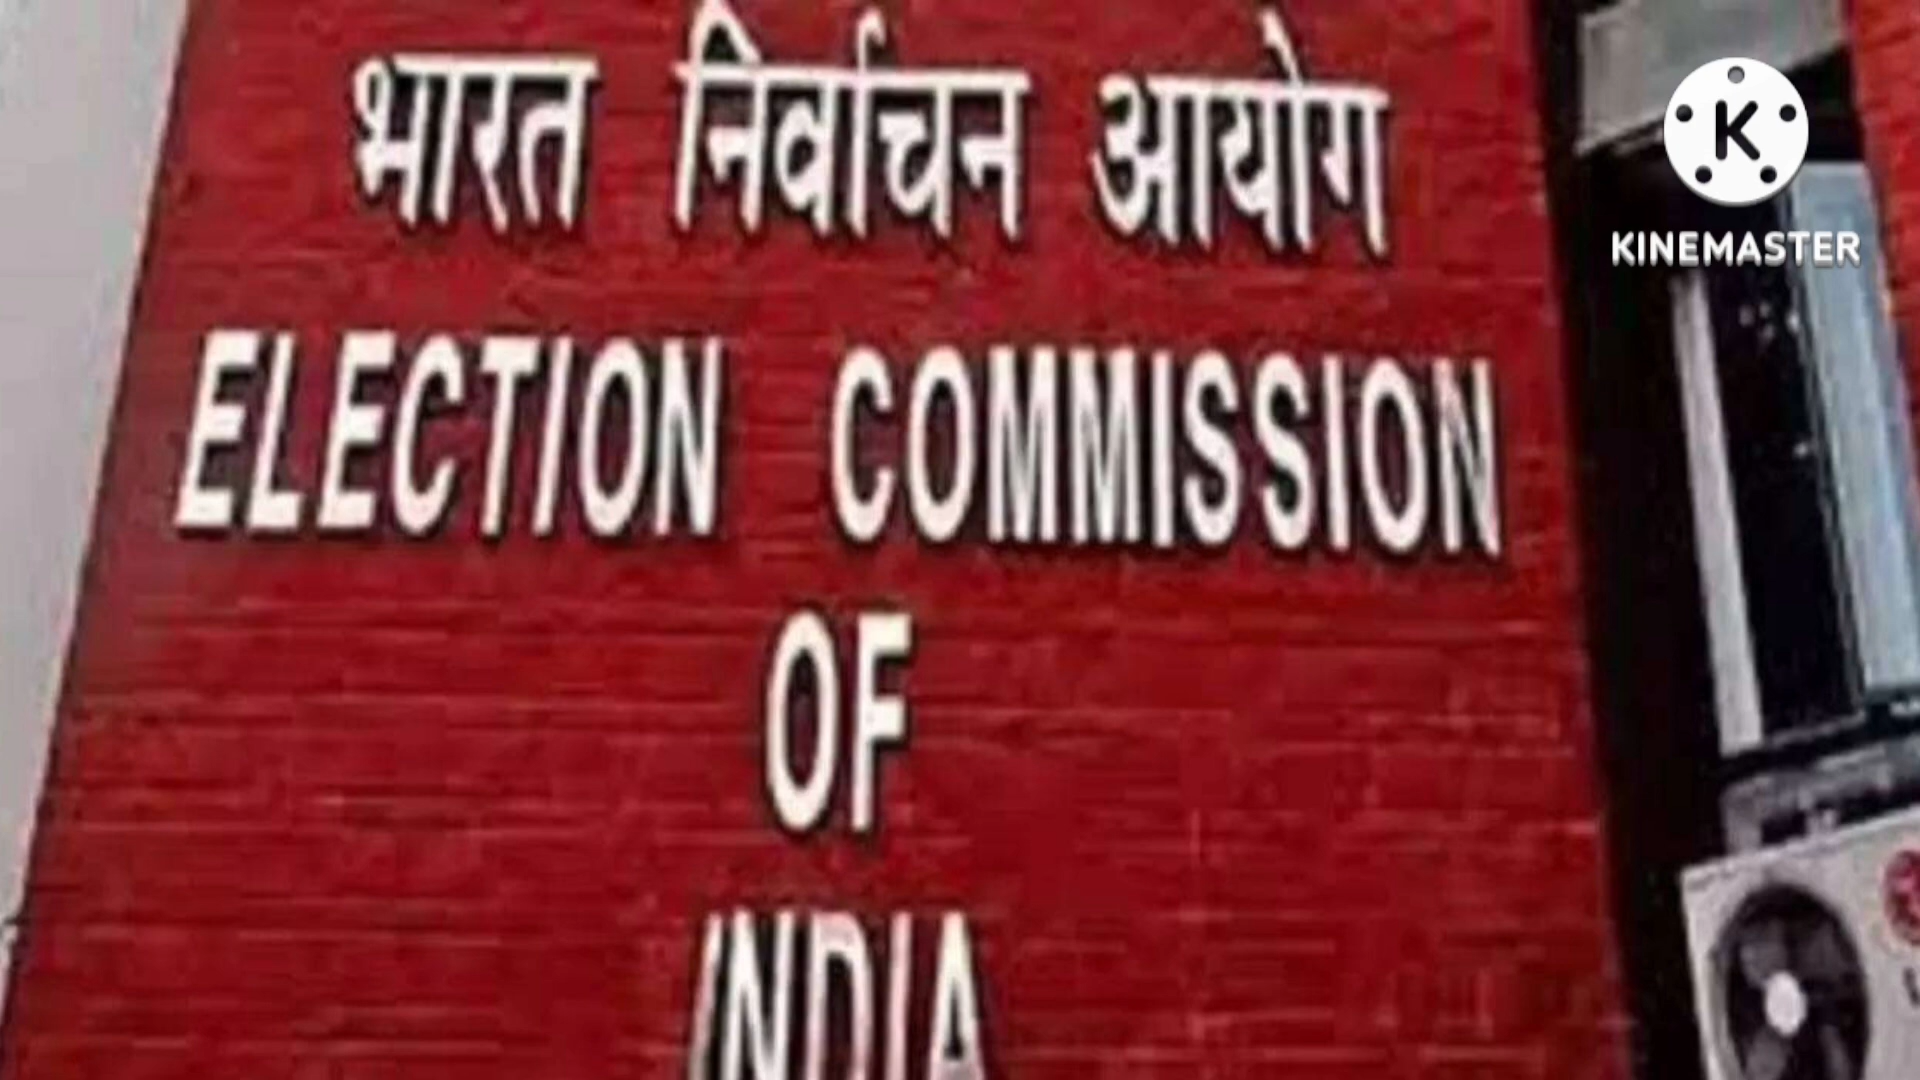 भारत निर्वाचन आयोग
ELECTION COMMISSION
OF
INDIA
K
KINEMASTER